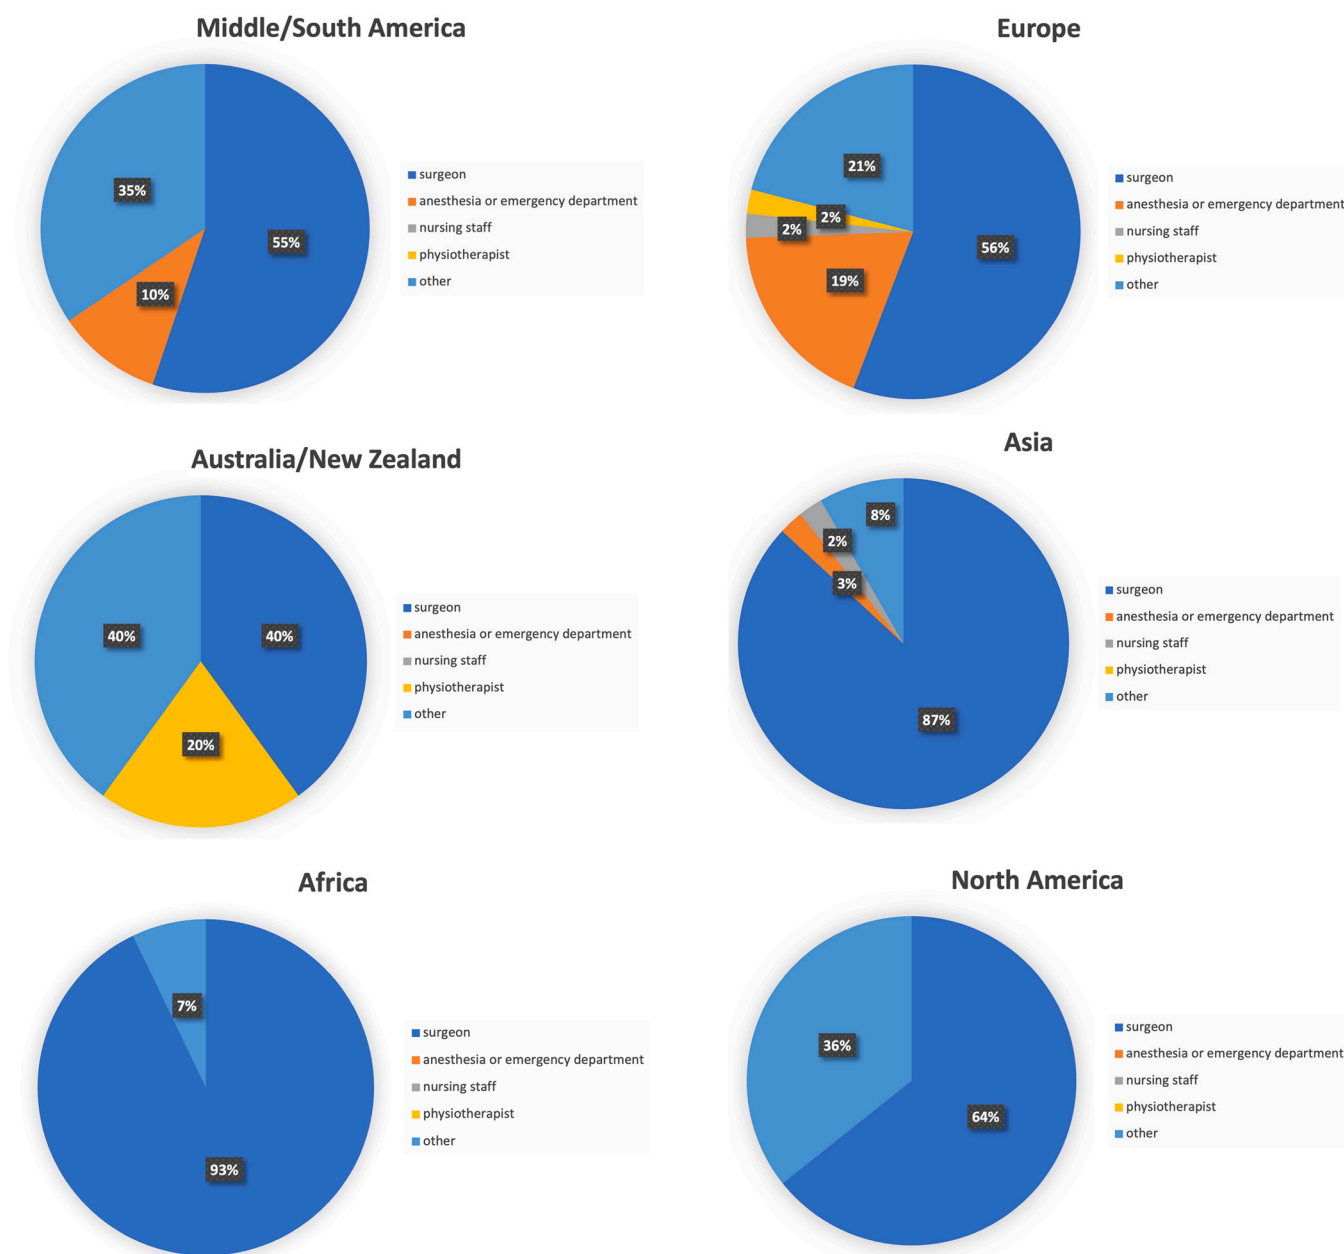 Middle/South America
35%
55%
10%
surgeon
anesthesia or emergency department
nursing staff
physiotherapist
other
Europe
21%
2%
2%
56%
19%
surgeon
anesthesia or emergency department
nursing staff
physiotherapist
other
Australia/New Zealand
40%
40%
20%
surgeon
anesthesia or emergency department
nursing staff
physiotherapist
other
Asia
8%
2%
3%
87%
surgeon
anesthesia or emergency department
nursing staff
physiotherapist
other
Africa
7%
93%
surgeon
anesthesia or emergency department
nursing staff
physiotherapist
other
North America
36%
64%
surgeon
anesthesia or emergency department
nursing staff
physiotherapist
other